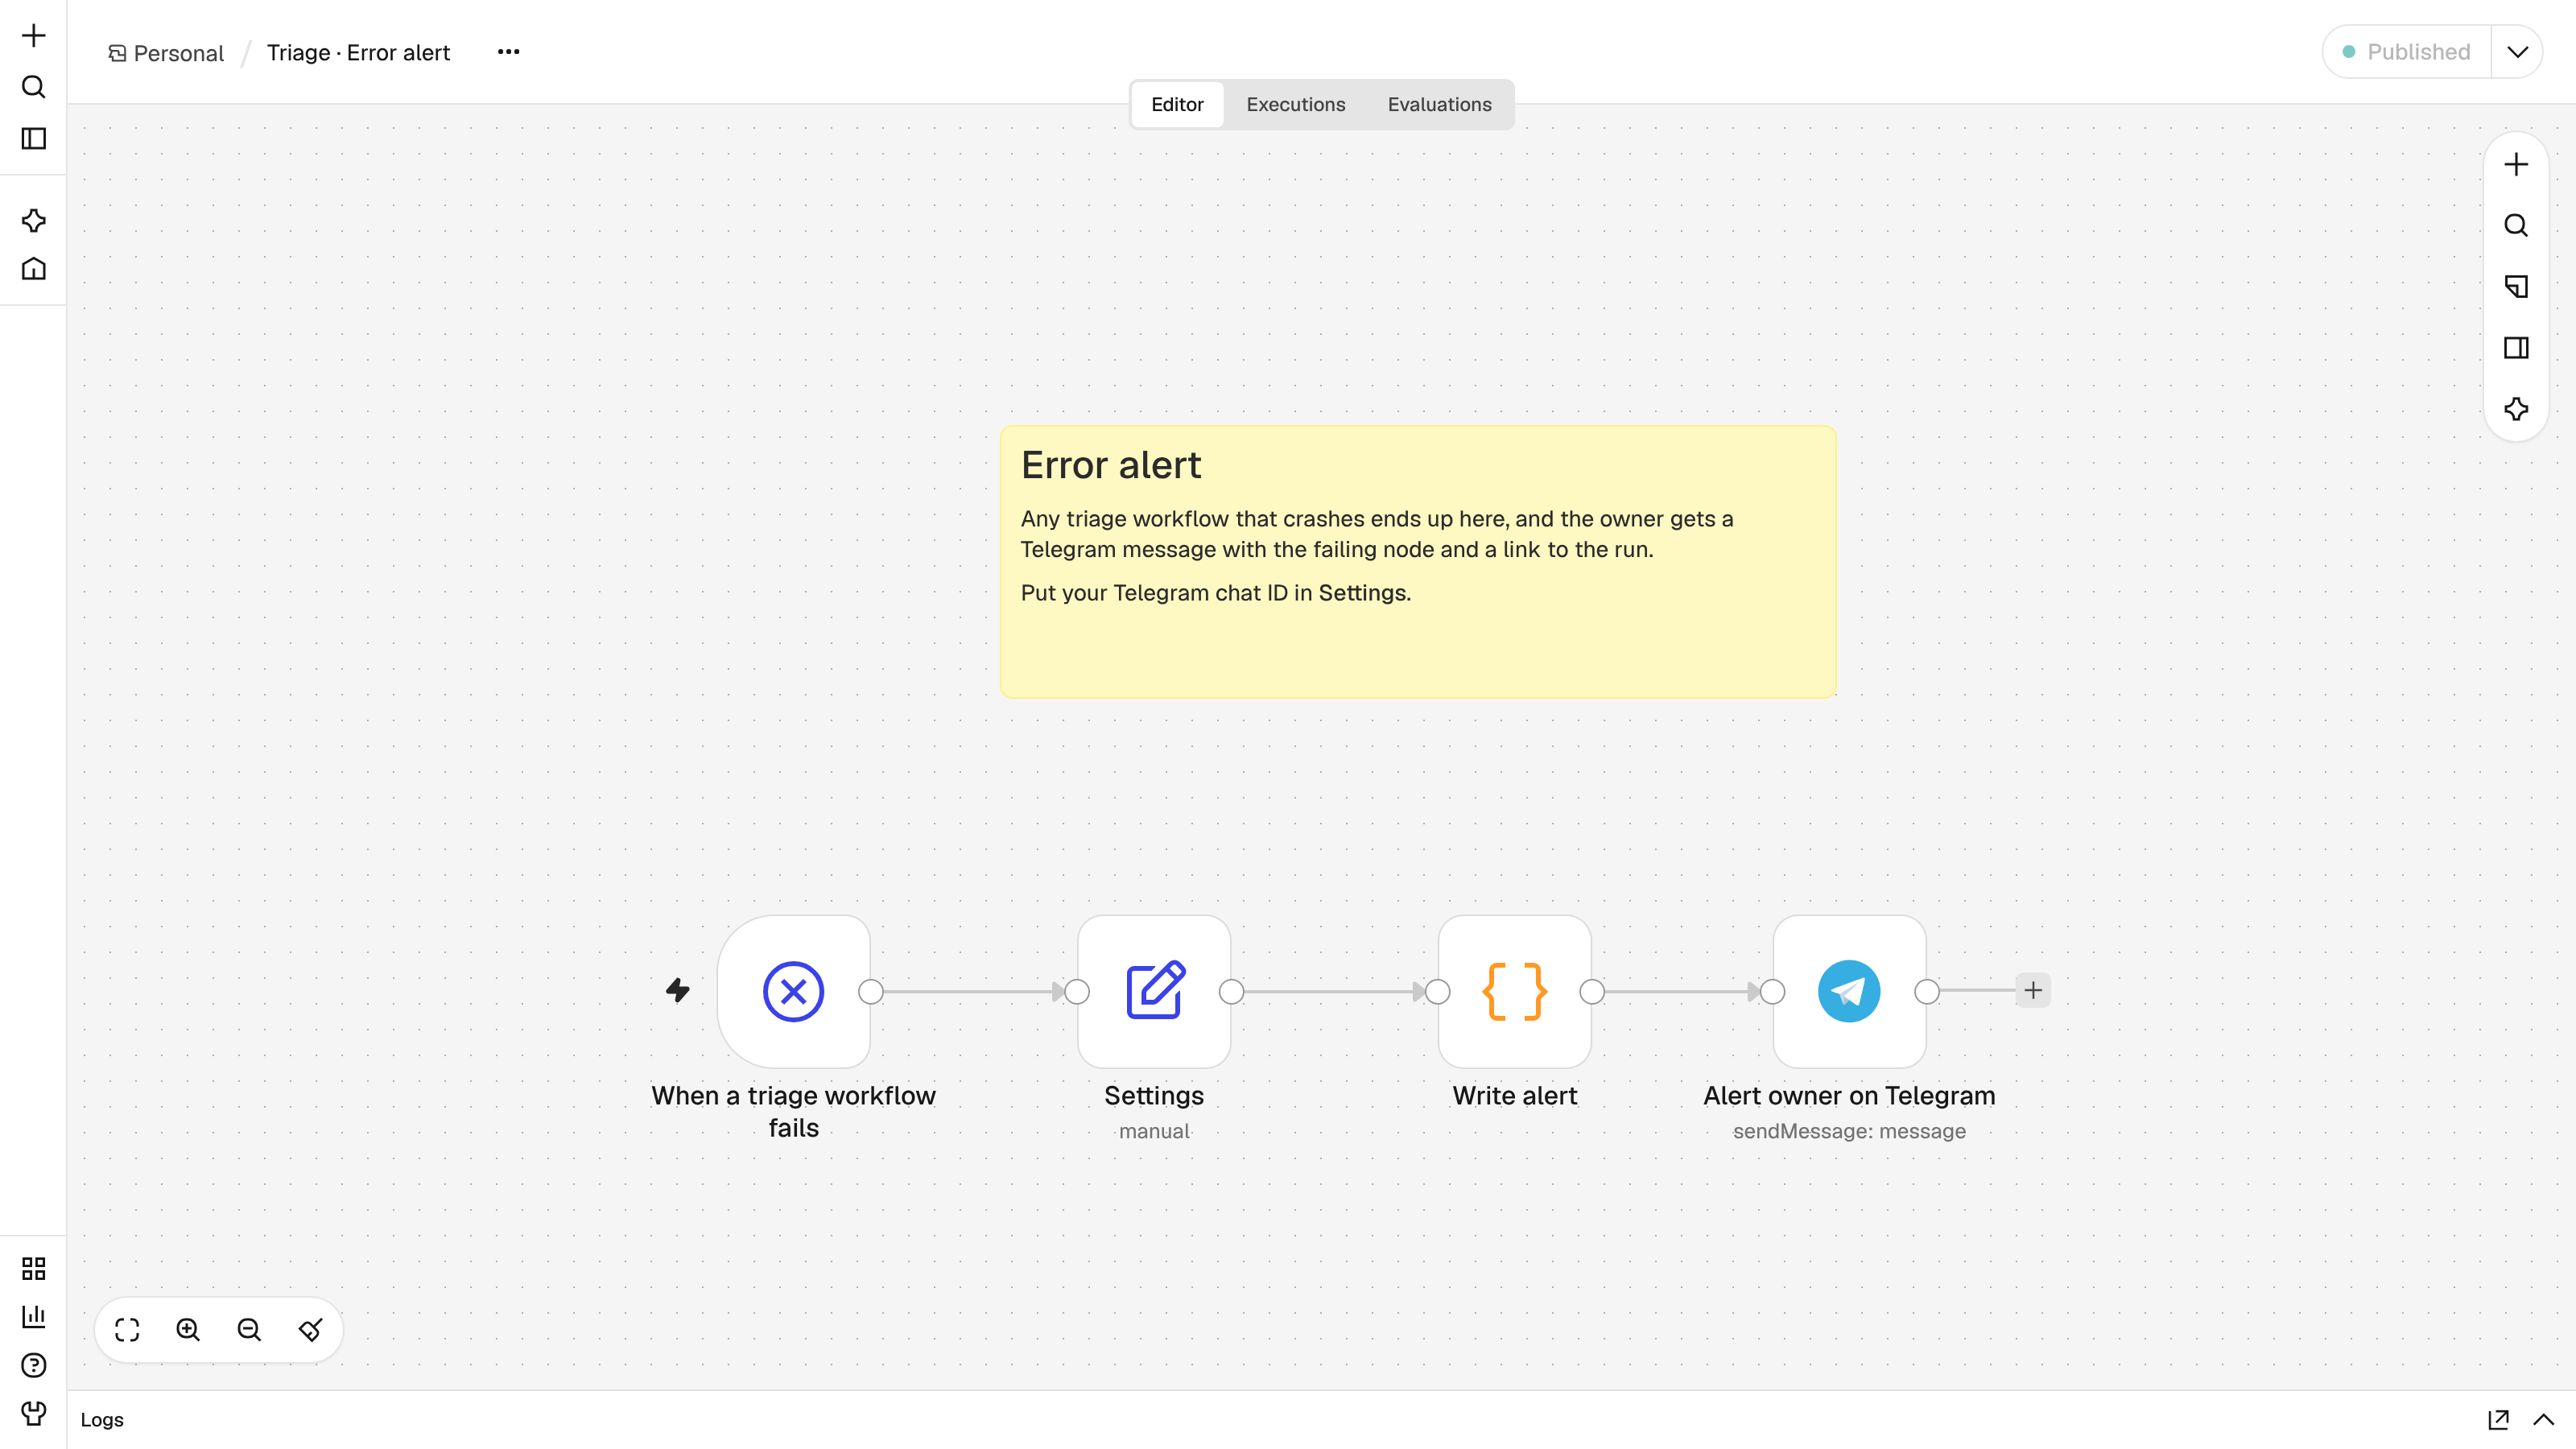 Personal / Triage · Error alert
Published
Editor Executions Evaluations
Error alert
Any triage workflow that crashes ends up here, and the owner gets a
Telegram message with the failing node and a link to the run.
Put your Telegram chat ID in Settings.
When a triage workflow
fails
Settings
manual
Write alert
Alert owner on Telegram
sendMessage: message
Logs